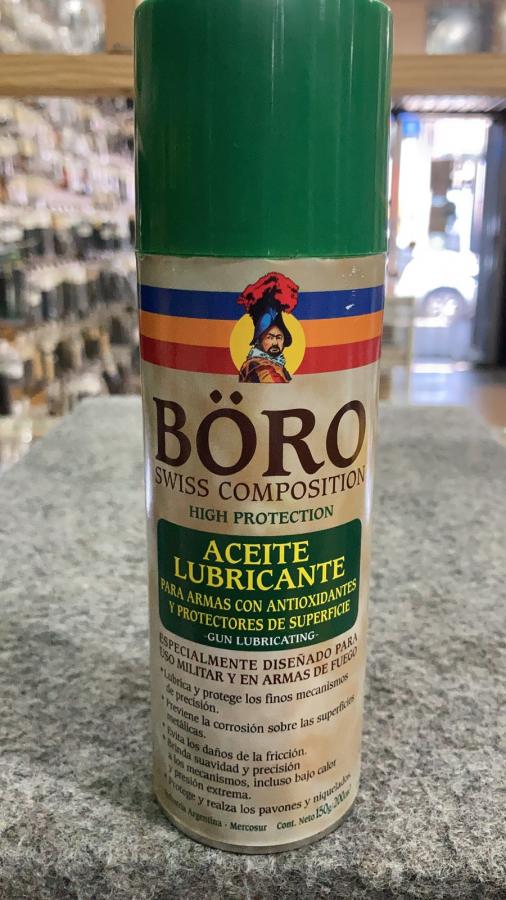 BÖRO
SWISS COMPOSITION
HIGH PROTECTION
ACEITE
LUBRICANTE
PARA ARMAS CON ANTIOXIDANTES
Y PROTECTORES DE SUPERFICIE
-GUN LUBRICATING-
ESPECIALMENTE DISEÑADO PARA
USO MILITAR Y EN ARMAS DE FUEGO
• Lubrica y protege los finos mecanismos
de precisión.
• Previene la corrosión sobre las superficies
metálicas.
• Evita los daños de la fricción.
• Brinda suavidad y precisión
a los mecanismos, incluso bajo calor
y presión extrema.
• Protege y realza los pavones y niquelados.
Industria Argentina - Mercosur Cont. Neto 150g-200